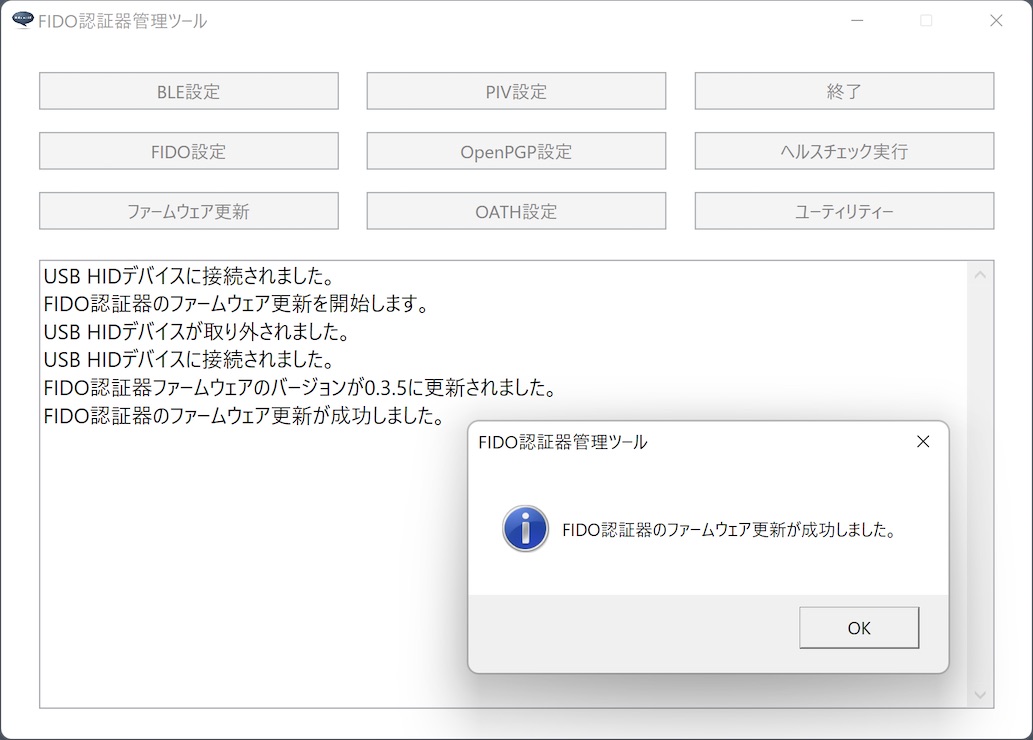 FIDO認証器管理ツール
BLE設定
PIV設定
終了
FIDO設定
OpenPGP設定
ヘルスチェック実行
ファームウェア更新
OATH設定
ユーティリティー
USB HIDデバイスに接続されました。
FIDO認証器のファームウェア更新を開始します。
USB HIDデバイスが取り外されました。
USB HIDデバイスに接続されました。
FIDO認証器ファームウェアのバージョンが0.3.5に更新されました。
FIDO認証器のファームウェア更新が成功しました。
FIDO認証器管理ツール
FIDO認証器のファームウェア更新が成功しました。
OK